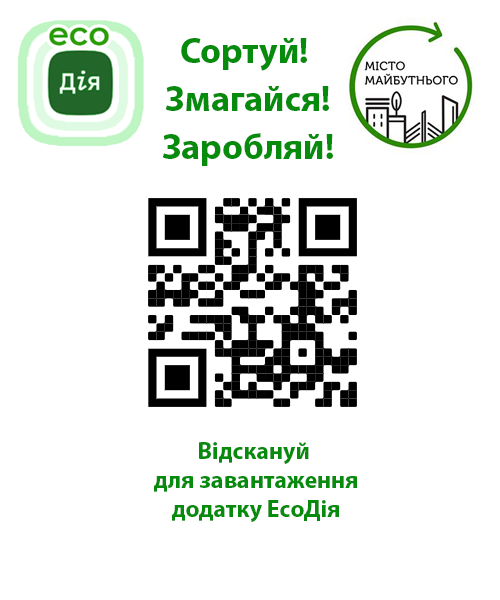 eco
Дія
Сортуй!
Змагайся!
Заробляй!
МІСТО
МАЙБУТНЬОГО
Відскануй
для завантаження
додатку ЕсоДія